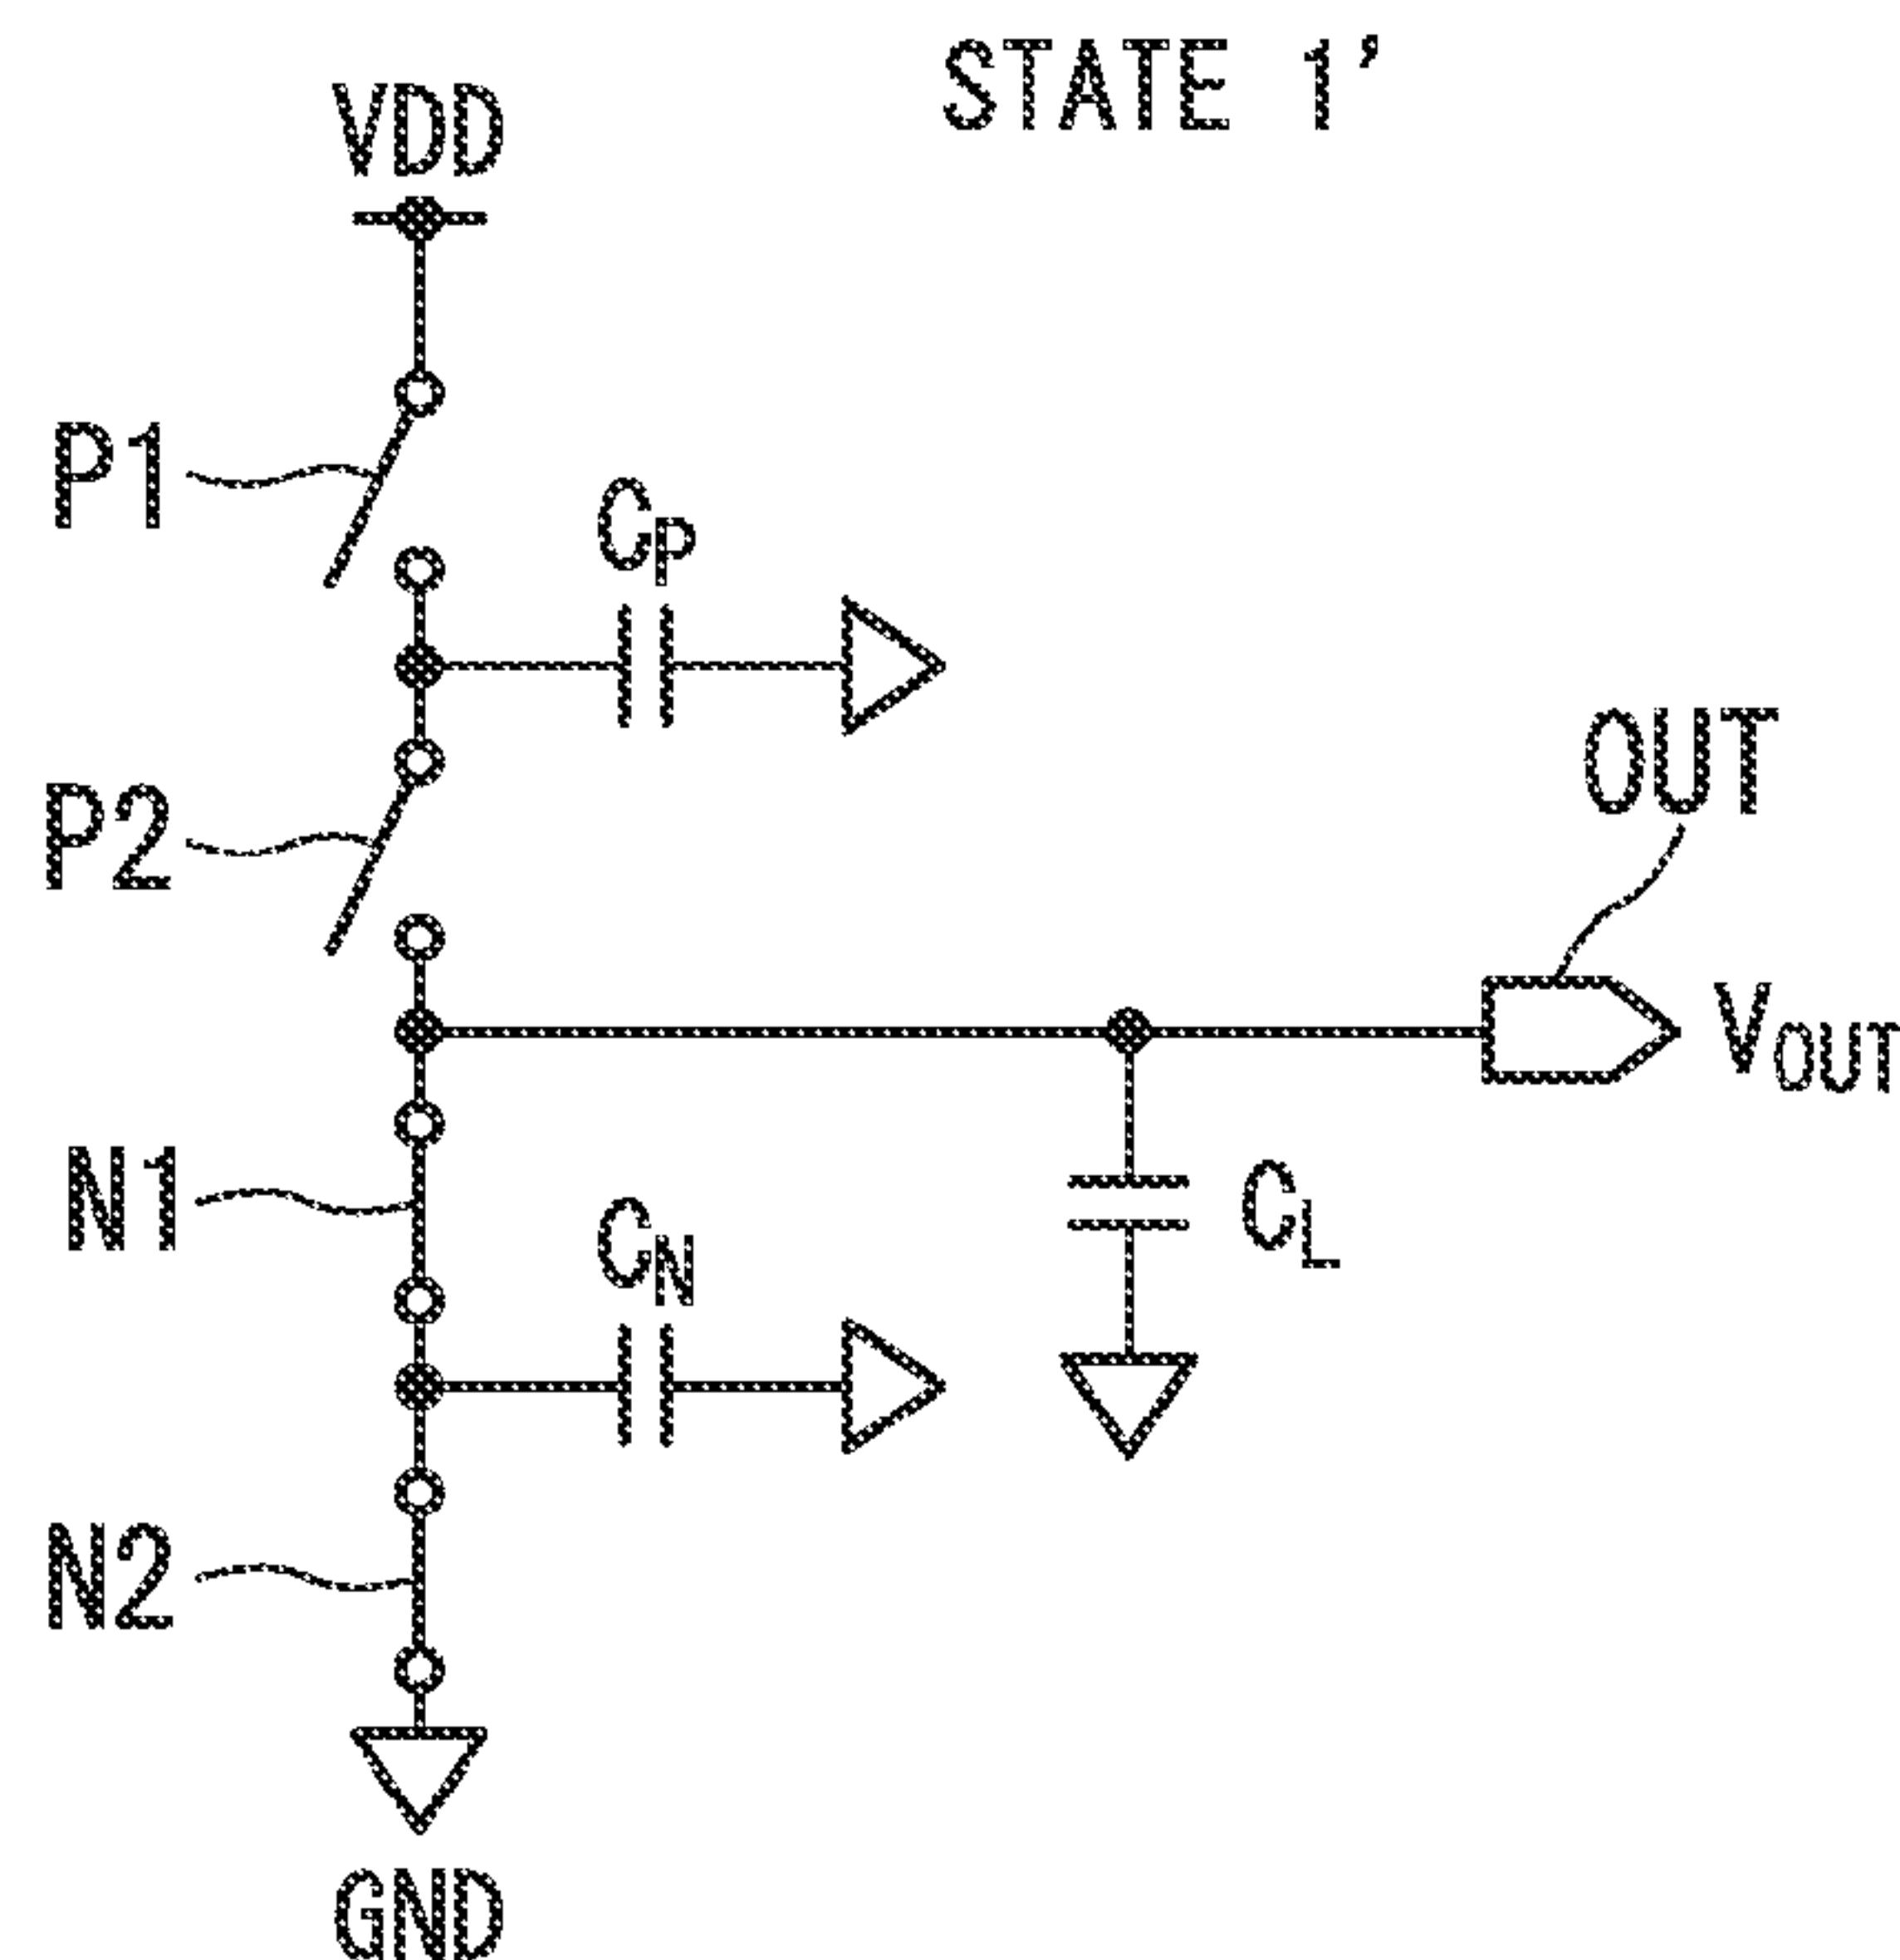 STATE 1'
VDD
P1
CP
P2
OUT
VOUT
N1
CN
CL
N2
GND